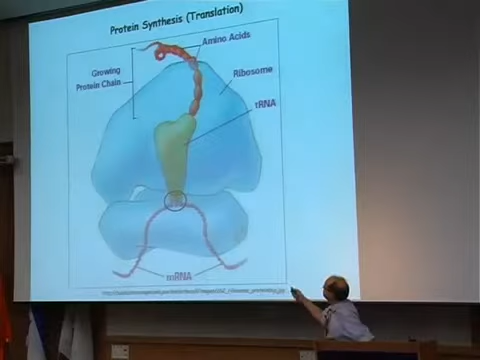 Protein Synthesis (Translation)
Amino Acids
Growing
Protein Chain
Ribosome
tRNA
mRNA